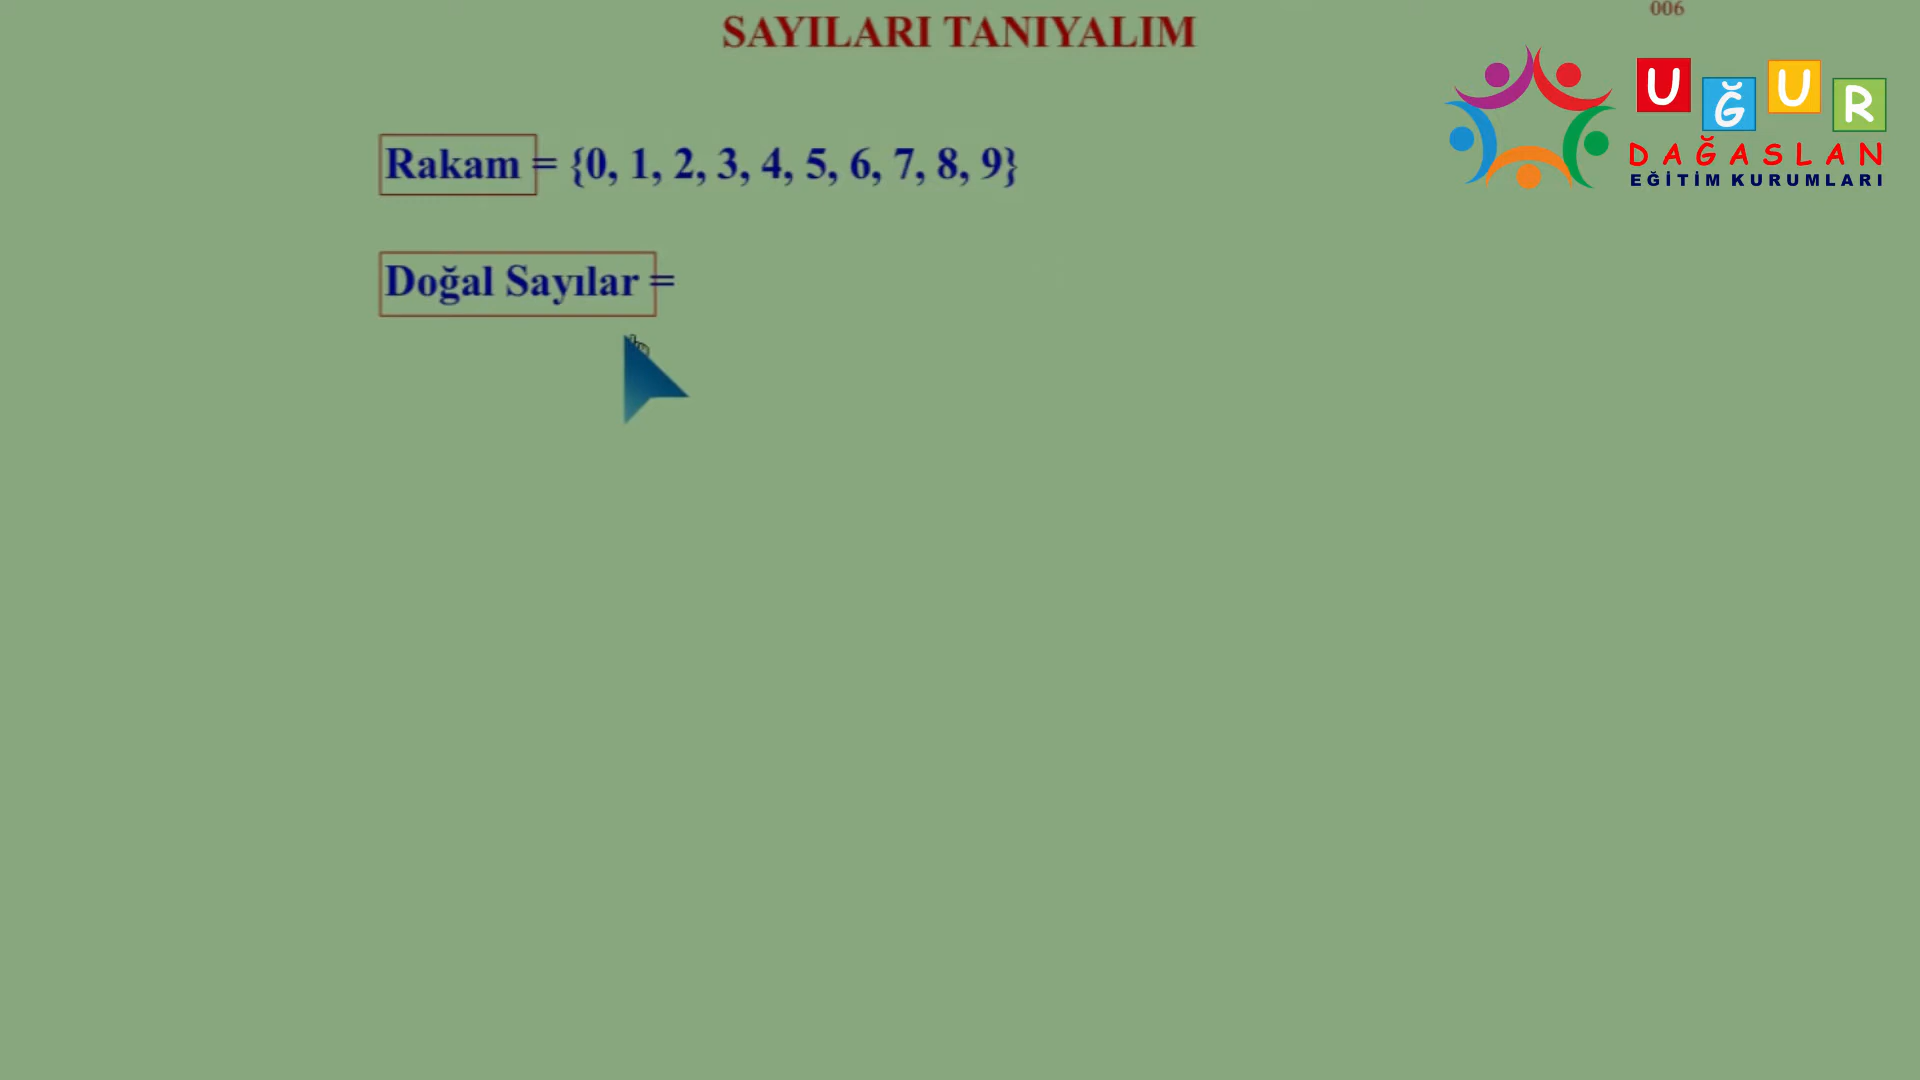 SAYILARI TANIYALIM
006
UĞUR
DAĞASLAN
EĞİTİM KURUMLARI
Rakam = {0, 1, 2, 3, 4, 5, 6, 7, 8, 9}
Doğal Sayılar =